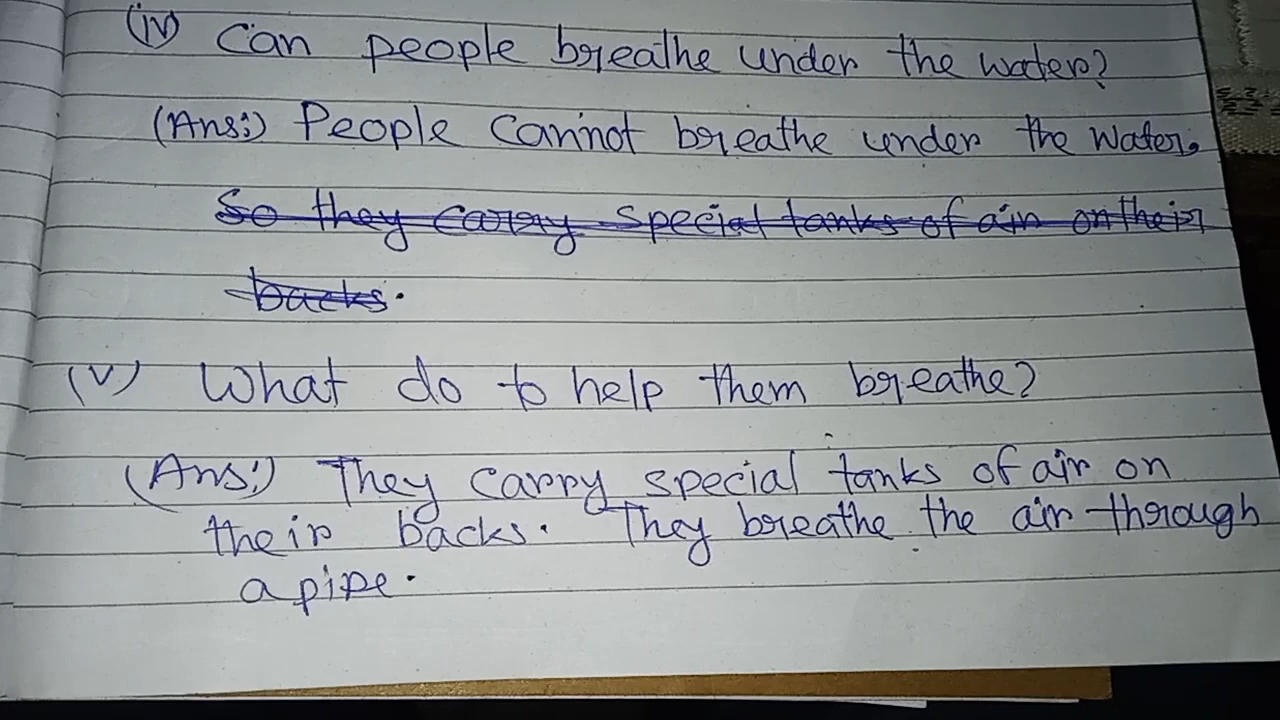 (iv) Can people breathe under the water?
(Ans:) People cannot breathe under the water.
So they carry special tanks of air on their
backs.
(v) What do to help them breathe?
(Ans:) They carry special tanks of air on
their backs. They breathe the air through
a pipe.